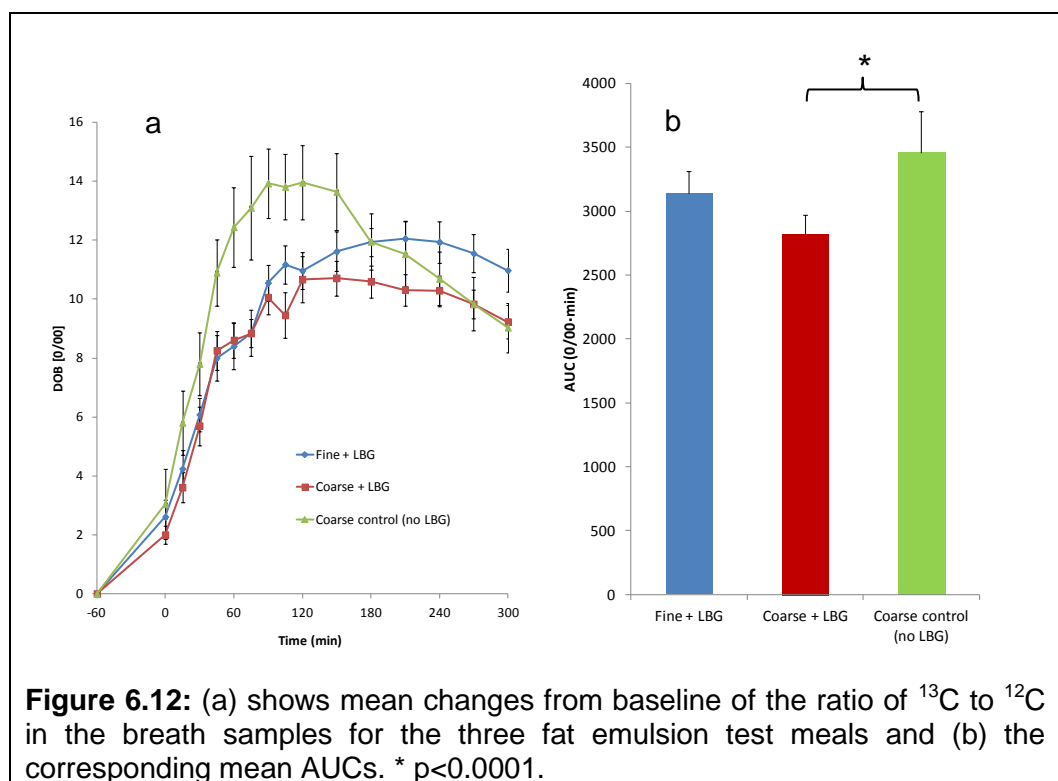 a
16
14
12
10
8
6
4
2
0
DOB [0/00]
-60 0 60 120 180 240 300
Time (min)
Fine + LBG
Coarse + LBG
Coarse control (no LBG)
b
*
4000
3500
3000
2500
2000
1500
1000
500
0
AUC (0/00·min)
Fine + LBG Coarse + LBG Coarse control
(no LBG)
Figure 6.12: (a) shows mean changes from baseline of the ratio of ¹³C to ¹²C
in the breath samples for the three fat emulsion test meals and (b) the
corresponding mean AUCs. * p<0.0001.